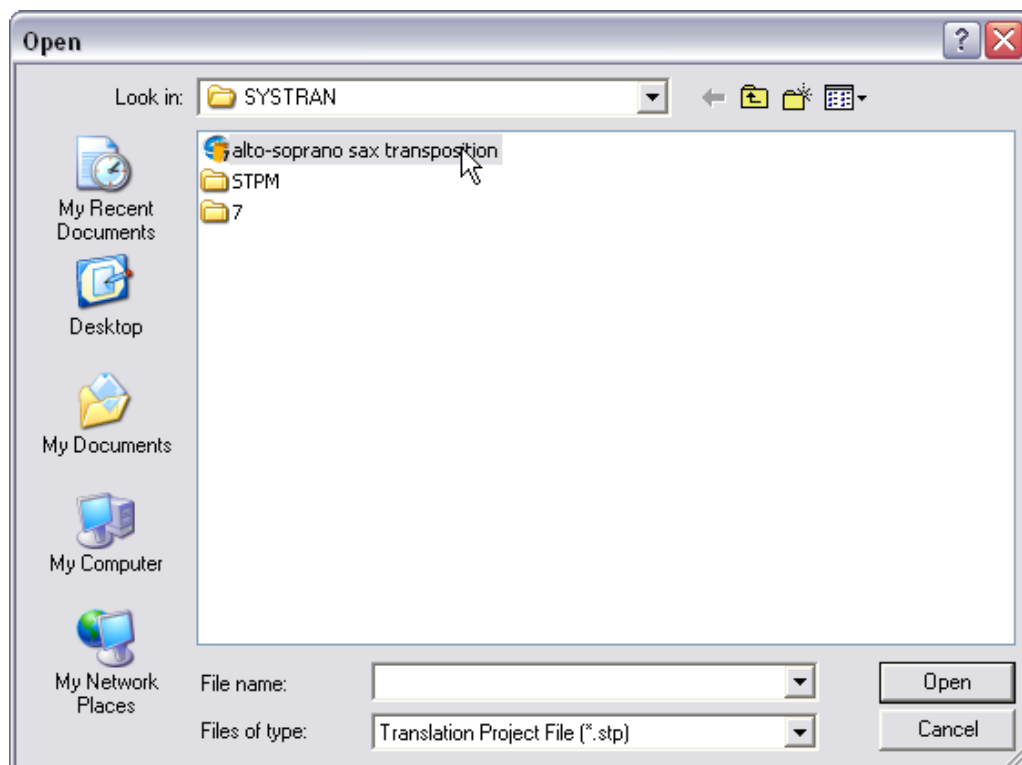 Open
Look in: SYSTRAN
alto-soprano sax transposition
STPM
7
My Recent
Documents
Desktop
My Documents
My Computer
My Network
Places
File name:
Open
Files of type: Translation Project File (*.stp)
Cancel